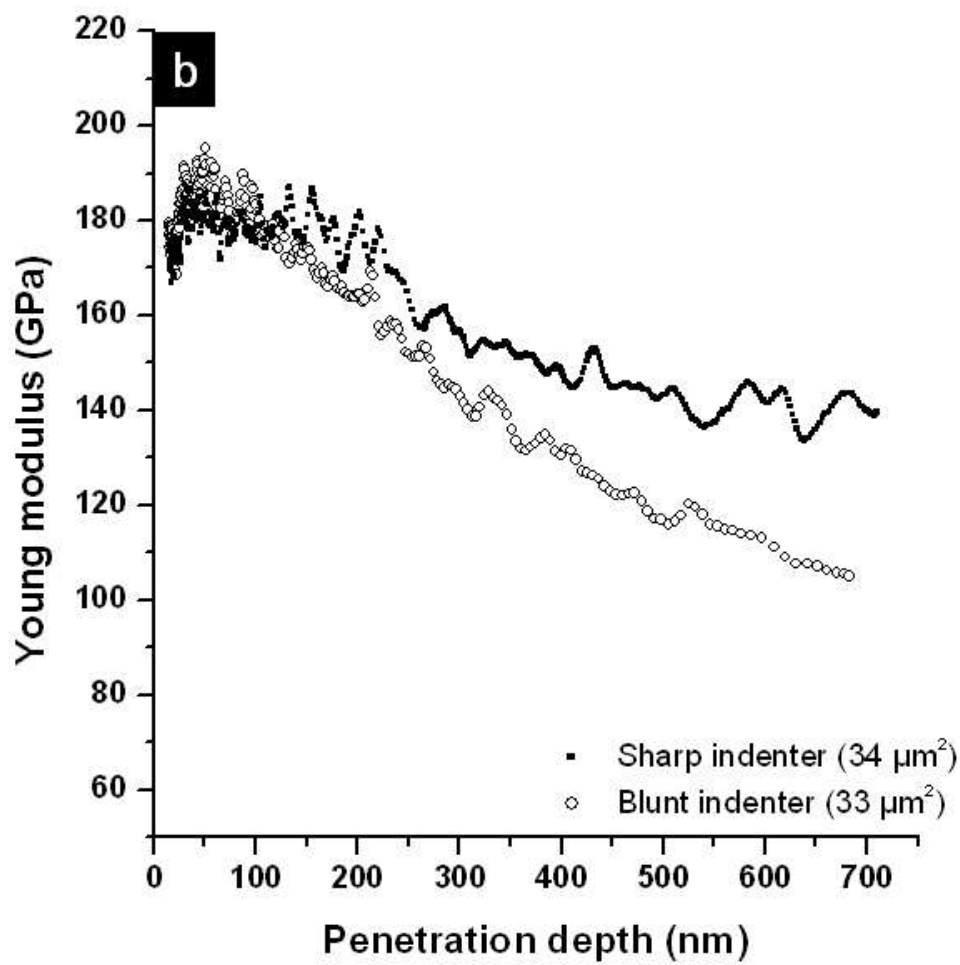 b
220
200
180
160
140
120
100
80
60
Young modulus (GPa)
Sharp indenter (34 µm²)
Blunt indenter (33 µm²)
0 100 200 300 400 500 600 700
Penetration depth (nm)